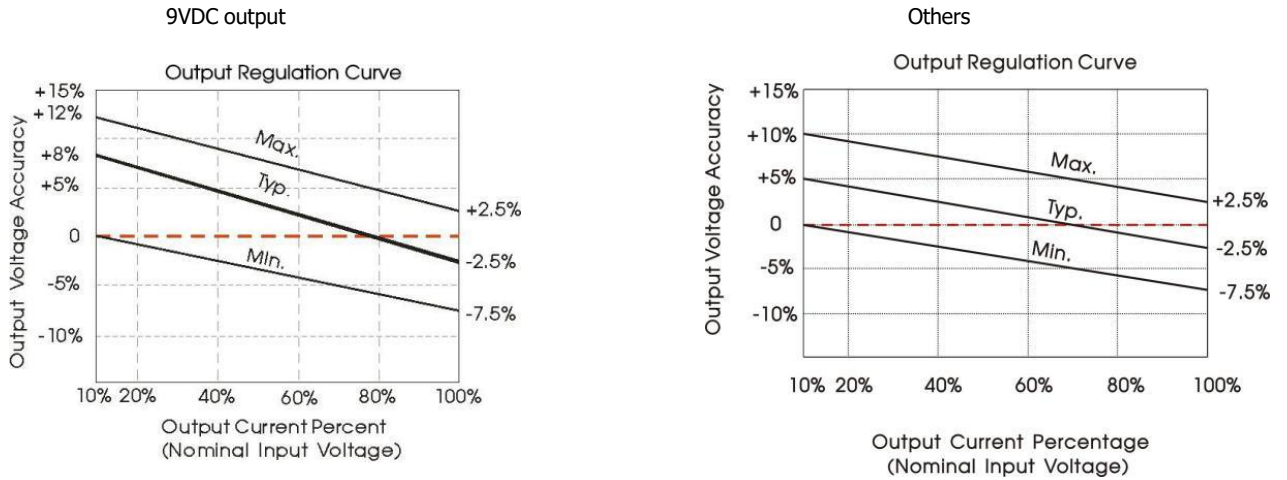 9VDC output
Output Regulation Curve
Output Voltage Accuracy
+15%
+12%
+8%
+5%
0
-5%
-10%
Max.
Typ.
Min.
+2.5%
-2.5%
-7.5%
10% 20% 40% 60% 80% 100%
Output Current Percent
(Nominal Input Voltage)
Others
Output Regulation Curve
Output Voltage Accuracy
+15%
+10%
+5%
0
-5%
-10%
Max.
Typ.
Min.
+2.5%
-2.5%
-7.5%
10% 20% 40% 60% 80% 100%
Output Current Percentage
(Nominal Input Voltage)